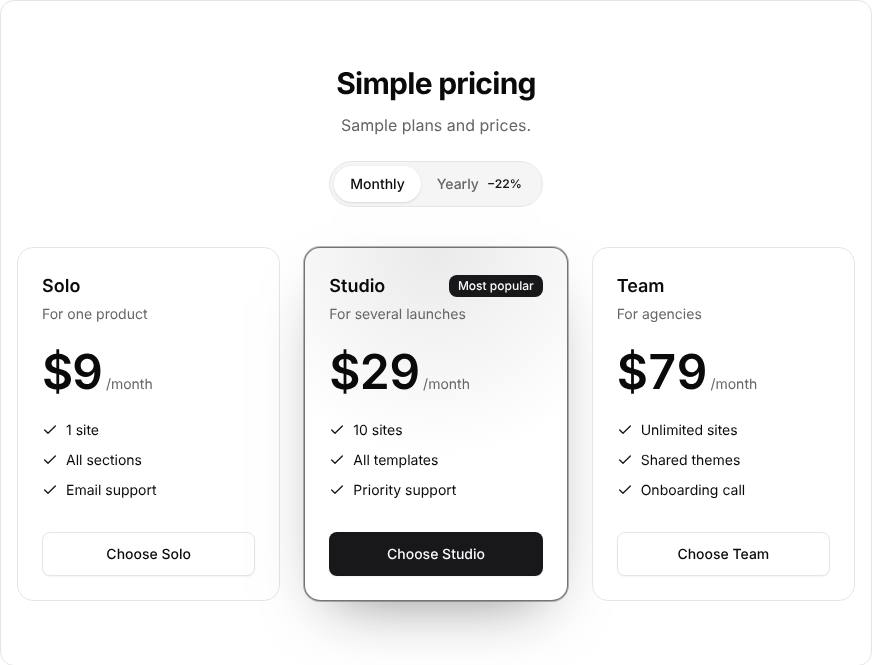 Simple pricing
Sample plans and prices.
Monthly
Yearly −22%
Solo
For one product
$9 /month
1 site
All sections
Email support
Choose Solo
Studio
Most popular
For several launches
$29 /month
10 sites
All templates
Priority support
Choose Studio
Team
For agencies
$79 /month
Unlimited sites
Shared themes
Onboarding call
Choose Team